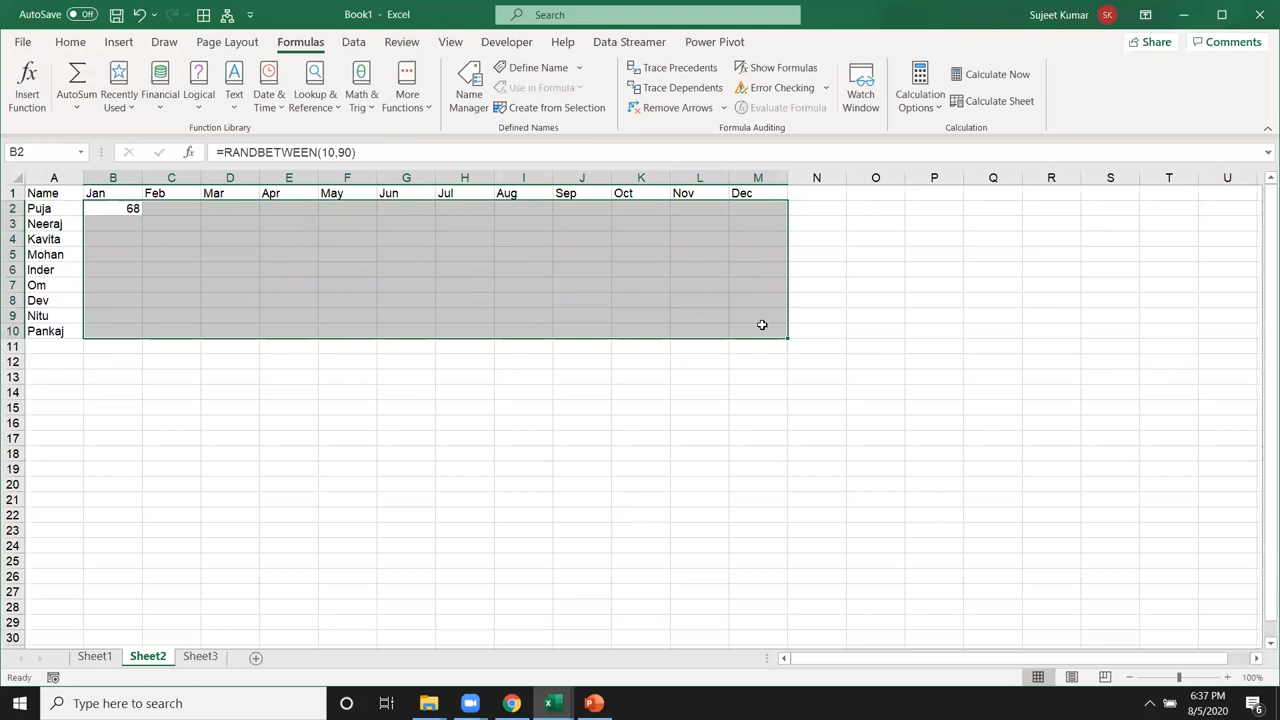 AutoSave Off Book1 - Excel Search Sujeet Kumar SK
File Home Insert Draw Page Layout Formulas Data Review View Developer Help Data Streamer Power Pivot Share Comments
Insert Function
AutoSum
Recently Used
Financial
Logical
Text
Date & Time
Lookup & Reference
Math & Trig
More Functions
Function Library
Name Manager
Define Name
Use in Formula
Create from Selection
Defined Names
Trace Precedents
Trace Dependents
Remove Arrows
Show Formulas
Error Checking
Evaluate Formula
Formula Auditing
Watch Window
Calculation Options
Calculate Now
Calculate Sheet
Calculation
B2 fx =RANDBETWEEN(10,90)
A B C D E F G H I J K L M N O P Q R S T U
1 Name Jan Feb Mar Apr May Jun Jul Aug Sep Oct Nov Dec
2 Puja 68
3 Neeraj
4 Kavita
5 Mohan
6 Inder
7 Om
8 Dev
9 Nitu
10 Pankaj
11
12
13
14
15
16
17
18
19
20
21
22
23
24
25
26
27
28
29
30
Sheet1 Sheet2 Sheet3
Ready 100%
Type here to search
6:37 PM
8/5/2020
6